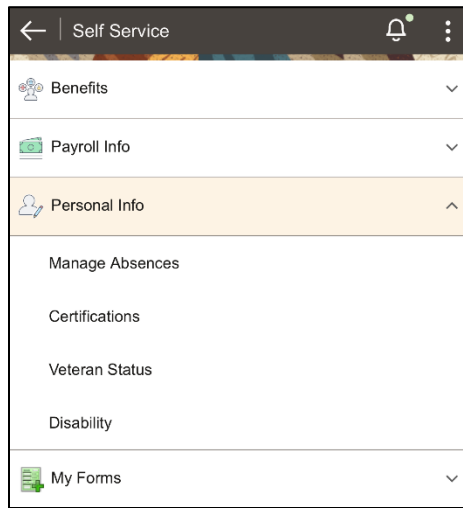 Self Service
Benefits
Payroll Info
Personal Info
Manage Absences
Certifications
Veteran Status
Disability
My Forms